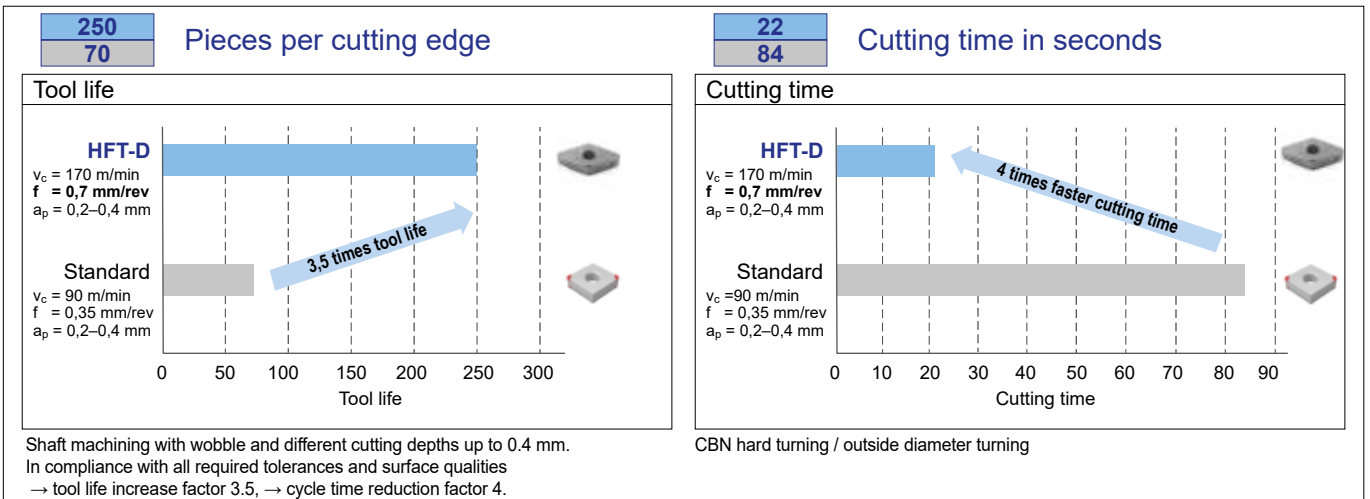 250
70
Pieces per cutting edge
Tool life
HFT-D
vc = 170 m/min
f = 0,7 mm/rev
ap = 0,2–0,4 mm
3,5 times tool life
Standard
vc = 90 m/min
f = 0,35 mm/rev
ap = 0,2–0,4 mm
0 50 100 150 200 250 300
Tool life
Shaft machining with wobble and different cutting depths up to 0.4 mm.
In compliance with all required tolerances and surface qualities
→ tool life increase factor 3.5, → cycle time reduction factor 4.
22
84
Cutting time in seconds
Cutting time
HFT-D
vc = 170 m/min
f = 0,7 mm/rev
ap = 0,2–0,4 mm
4 times faster cutting time
Standard
vc =90 m/min
f = 0,35 mm/rev
ap = 0,2–0,4 mm
0 10 20 30 40 50 60 70 80 90
Cutting time
CBN hard turning / outside diameter turning